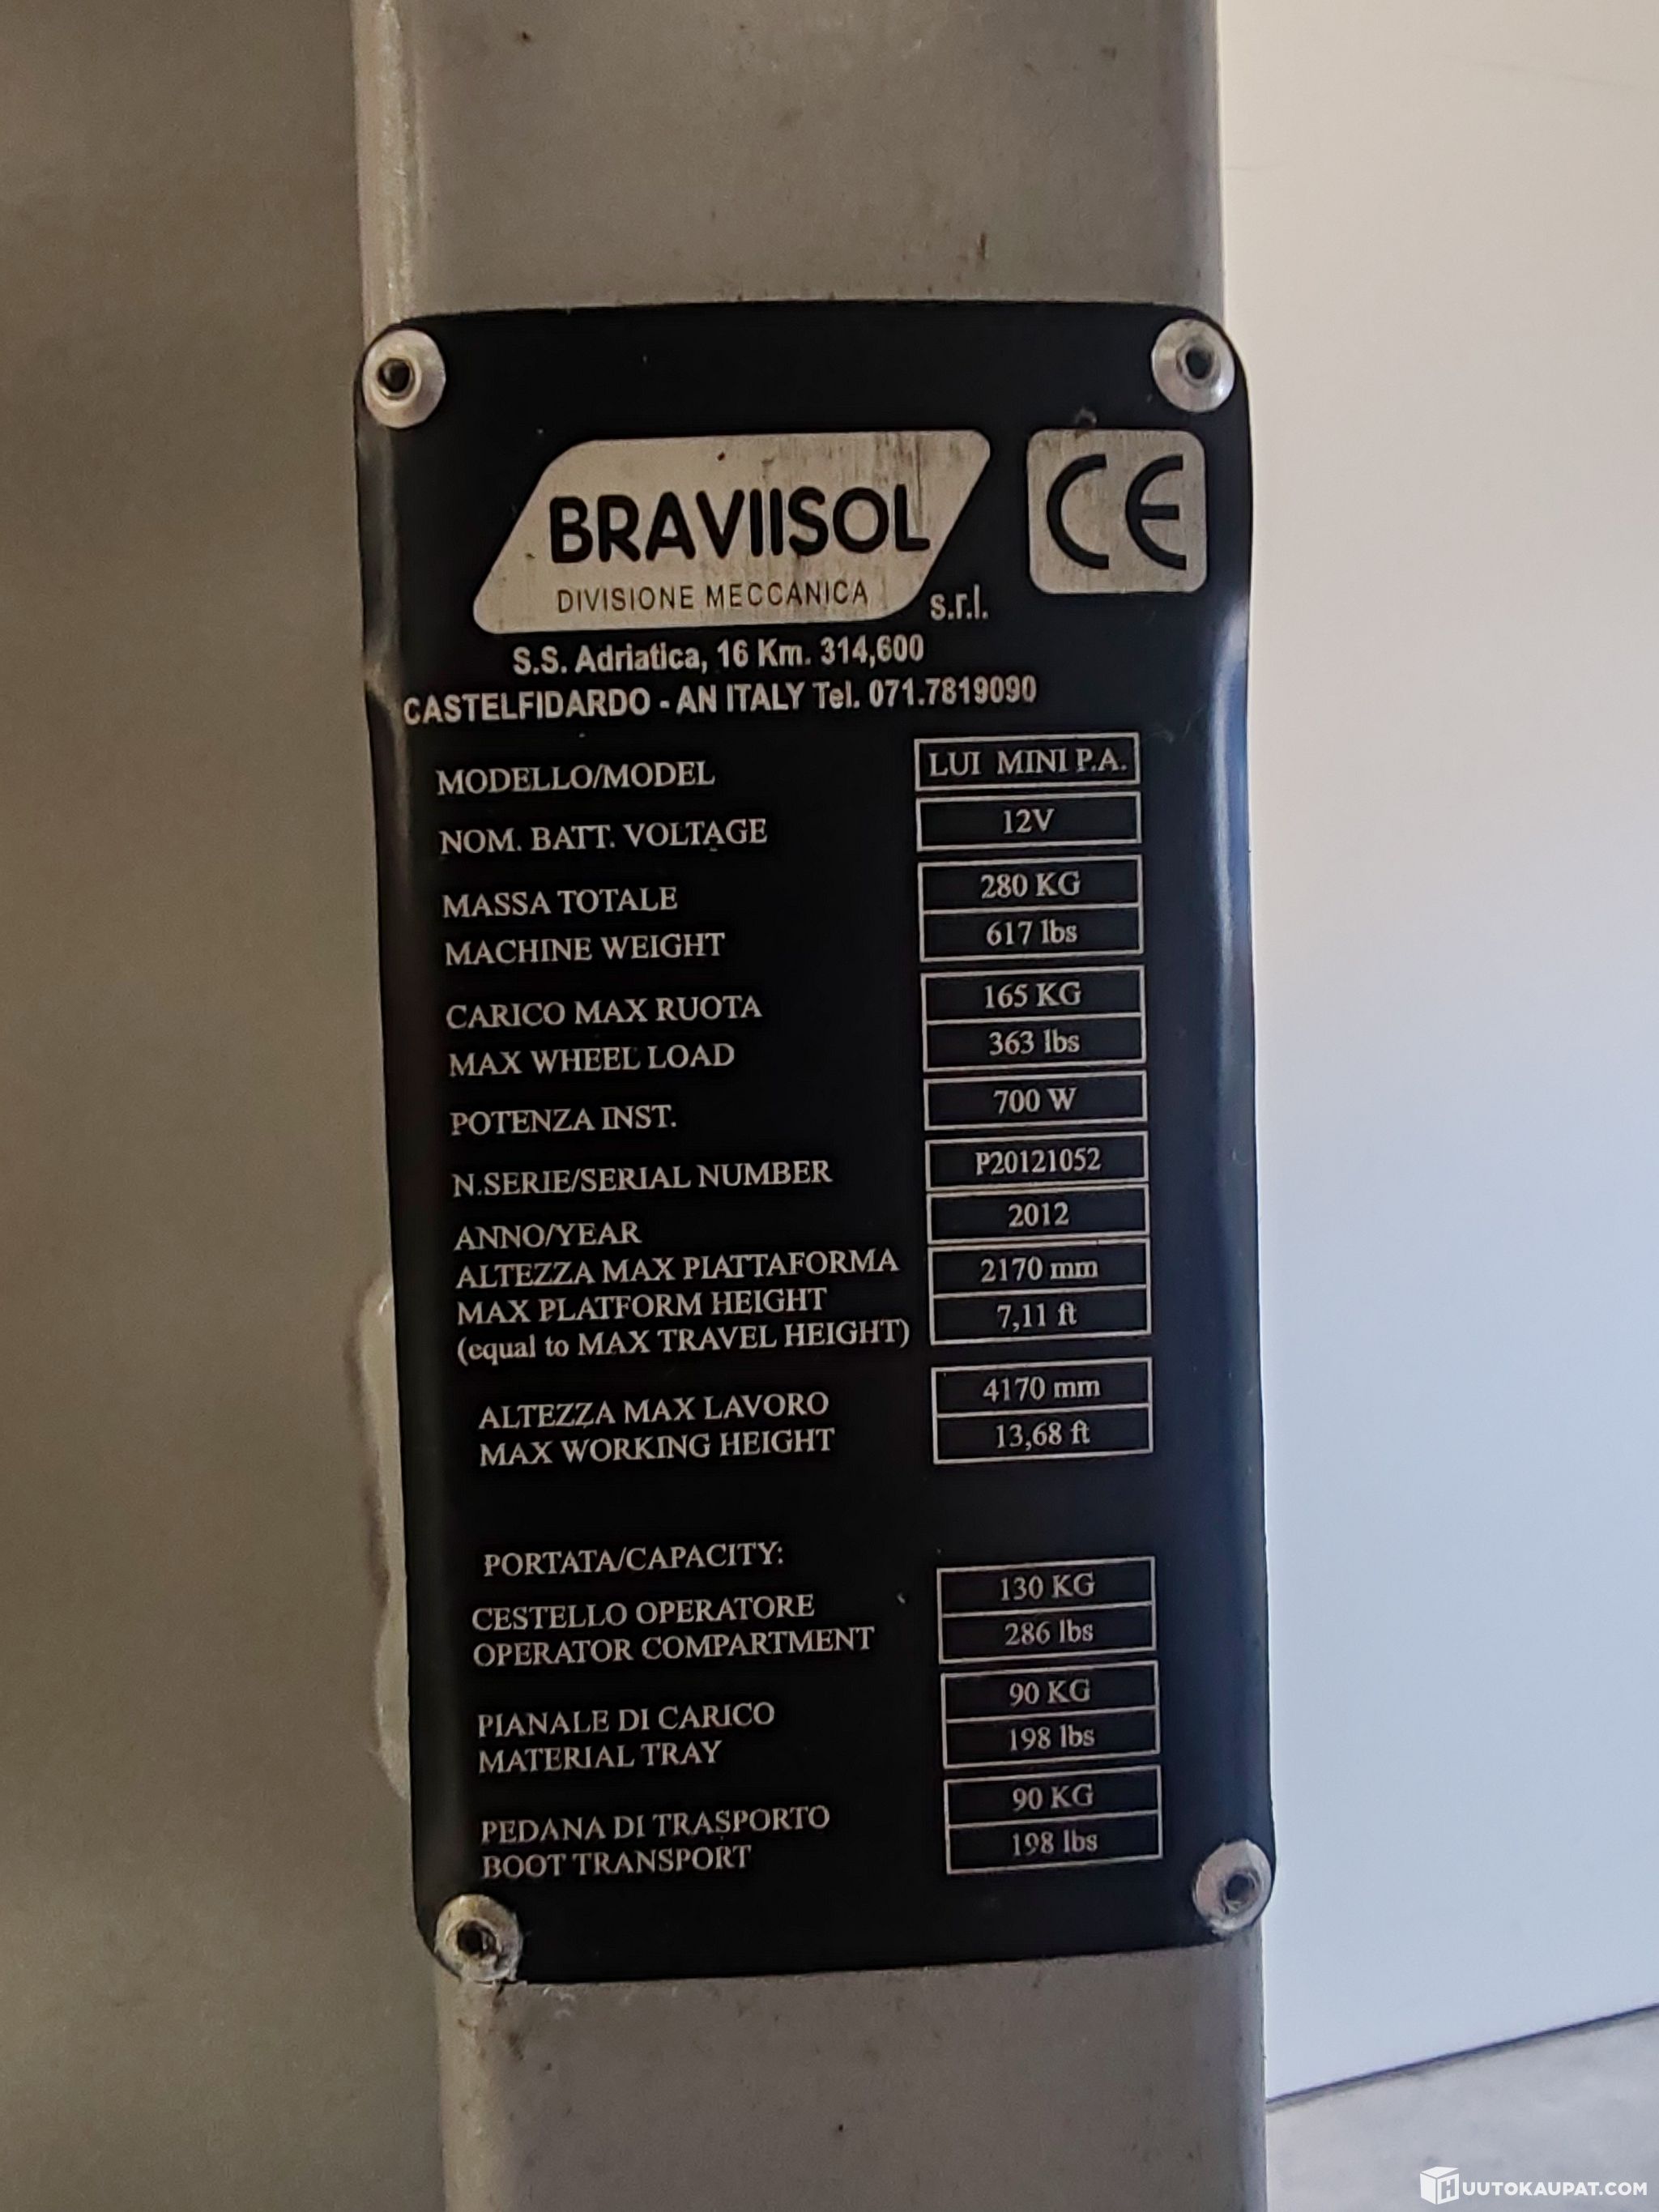 BRAVIISOL
DIVISIONE MECCANICA
s.r.l.
CE
S.S. Adriatica, 16 Km. 314,600
CASTELFIDARDO - AN ITALY Tel. 071.7819090
MODELLO/MODEL LUI MINI P.A.
NOM. BATT. VOLTAGE 12V
MASSA TOTALE 280 KG
MACHINE WEIGHT 617 lbs
CARICO MAX RUOTA 165 KG
MAX WHEEL LOAD 363 lbs
POTENZA INST. 700 W
N.SERIE/SERIAL NUMBER P20121052
ANNO/YEAR 2012
ALTEZZA MAX PIATTAFORMA 2170 mm
MAX PLATFORM HEIGHT 7,11 ft
(equal to MAX TRAVEL HEIGHT)
ALTEZZA MAX LAVORO 4170 mm
MAX WORKING HEIGHT 13,68 ft
PORTATA/CAPACITY:
CESTELLO OPERATORE 130 KG
OPERATOR COMPARTMENT 286 lbs
PIANALE DI CARICO 90 KG
MATERIAL TRAY 198 lbs
PEDANA DI TRASPORTO 90 KG
BOOT TRANSPORT 198 lbs
HUUTOKAUPAT.COM